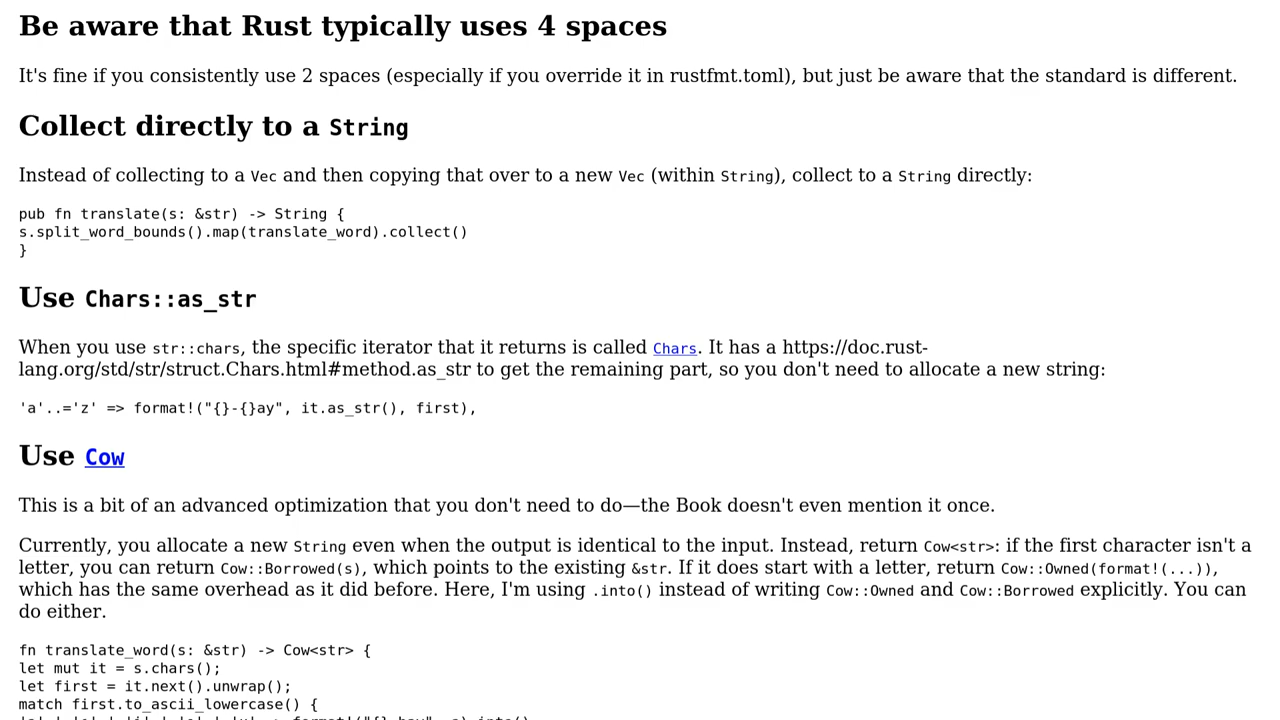 Be aware that Rust typically uses 4 spaces
It's fine if you consistently use 2 spaces (especially if you override it in rustfmt.toml), but just be aware that the standard is different.
Collect directly to a String
Instead of collecting to a Vec and then copying that over to a new Vec (within String), collect to a String directly:
pub fn translate(s: &str) -> String {
s.split_word_bounds().map(translate_word).collect()
}
Use Chars::as_str
When you use str::chars, the specific iterator that it returns is called Chars. It has a https://doc.rust-
lang.org/std/str/struct.Chars.html#method.as_str to get the remaining part, so you don't need to allocate a new string:
'a'..='z' => format!("{}-{}ay", it.as_str(), first),
Use Cow
This is a bit of an advanced optimization that you don't need to do—the Book doesn't even mention it once.
Currently, you allocate a new String even when the output is identical to the input. Instead, return Cow<str>: if the first character isn't a
letter, you can return Cow::Borrowed(s), which points to the existing &str. If it does start with a letter, return Cow::Owned(format!(...)),
which has the same overhead as it did before. Here, I'm using .into() instead of writing Cow::Owned and Cow::Borrowed explicitly. You can
do either.
fn translate_word(s: &str) -> Cow<str> {
let mut it = s.chars();
let first = it.next().unwrap();
match first.to_ascii_lowercase() {